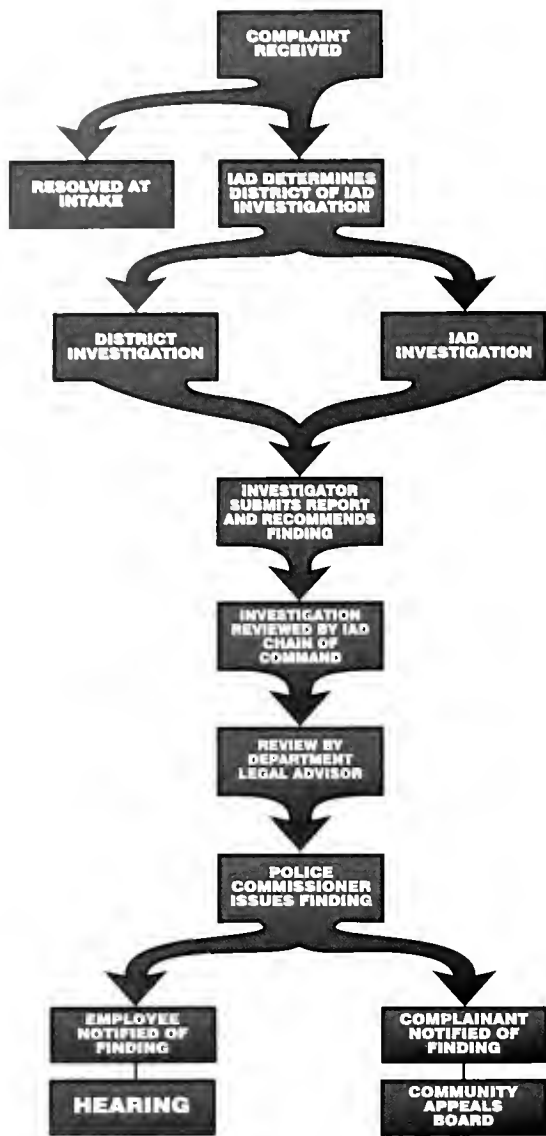 COMPLAINT
RECEIVED
RESOLVED AT
INTAKE
IAD DETERMINES
DISTRICT OF IAD
INVESTIGATION
DISTRICT
INVESTIGATION
IAD
INVESTIGATION
INVESTIGATOR
SUBMITS REPORT
AND RECOMMENDS
FINDING
INVESTIGATION
REVIEWED BY IAD
CHAIN OF
COMMAND
REVIEW BY
DEPARTMENT
LEGAL ADVISOR
POLICE
COMMISSIONER
ISSUES FINDING
EMPLOYEE
NOTIFIED OF
FINDING
COMPLAINANT
NOTIFIED OF
FINDING
HEARING
COMMUNITY
APPEALS
BOARD